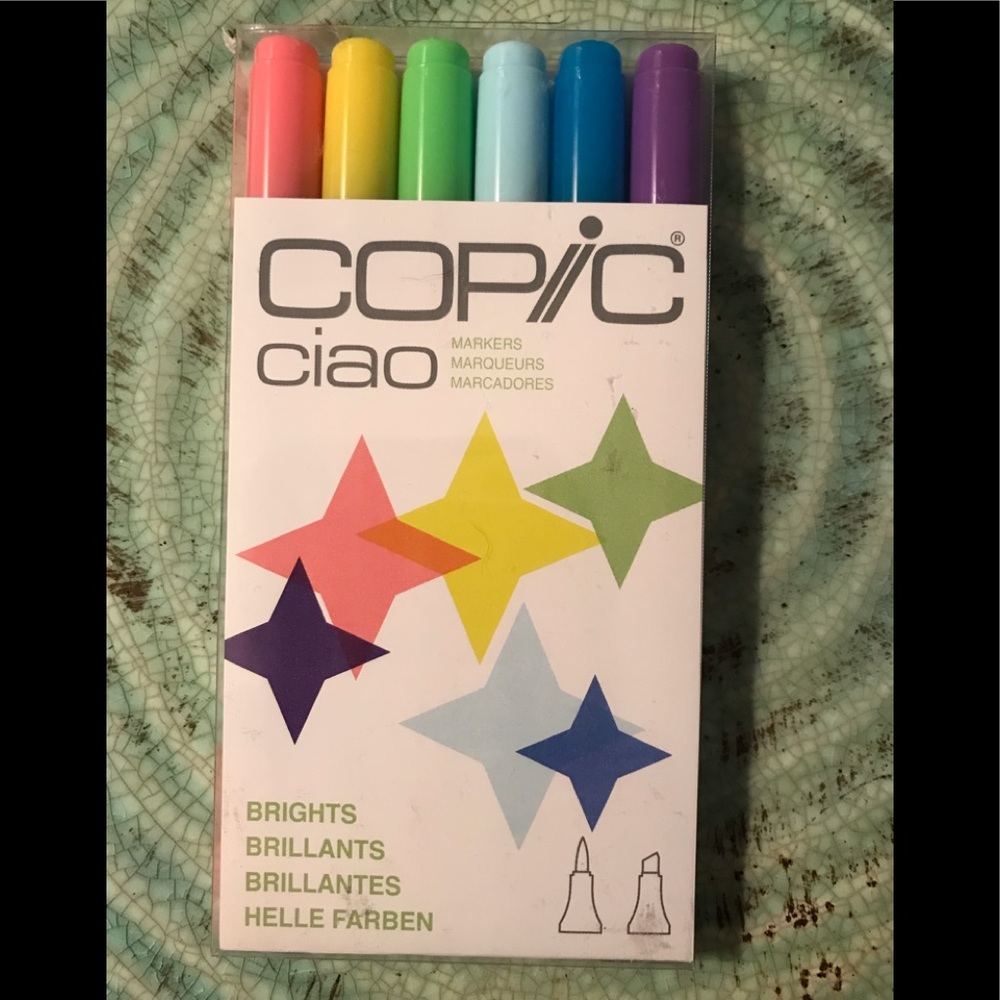 COPIC®
ciao
MARKERS
MARQUEURS
MARCADORES
BRIGHTS
BRILLANTS
BRILLANTES
HELLE FARBEN